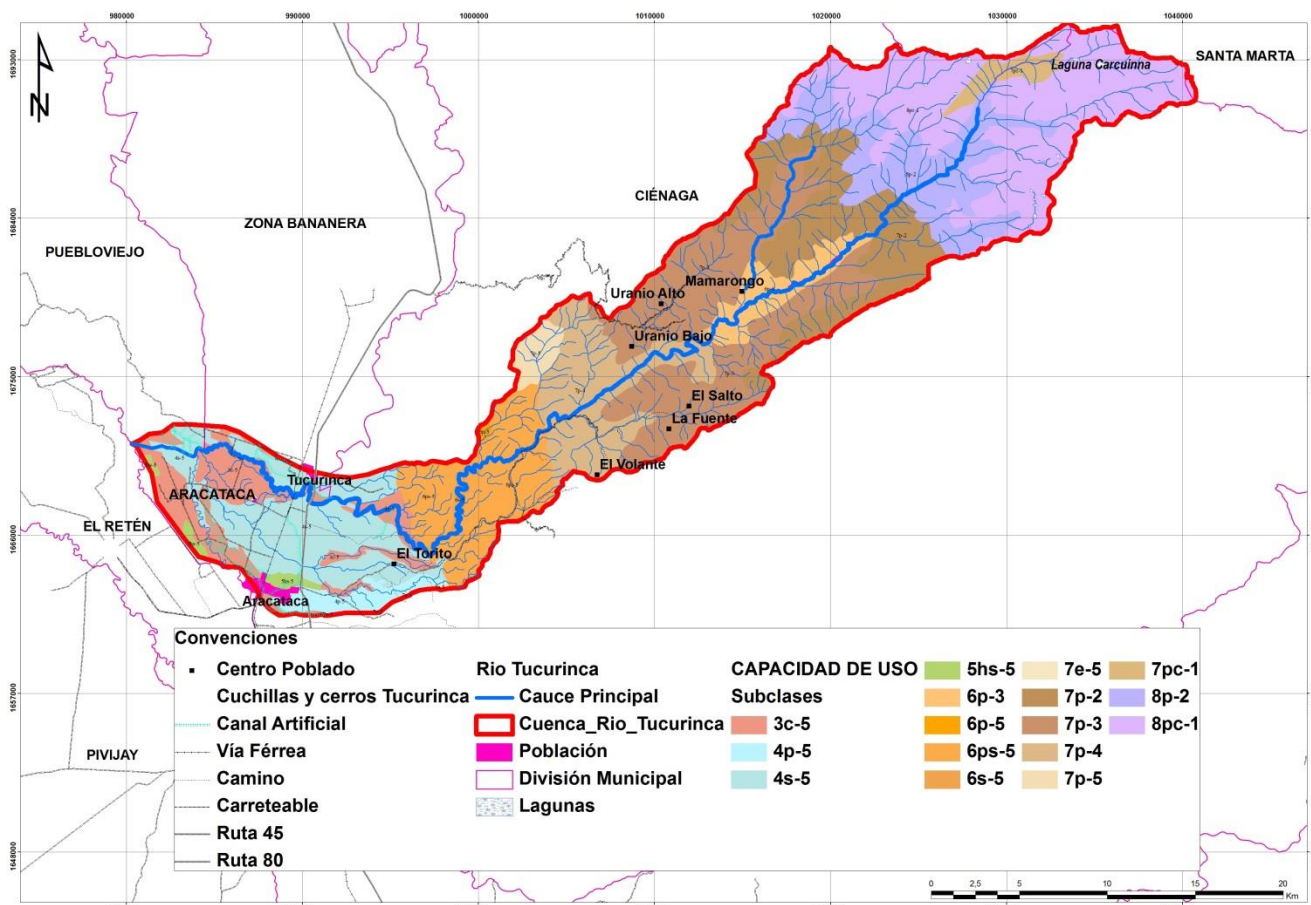 980000 990000 1000000 1010000 1020000 1030000 1040000
1693000
N
SANTA MARTA
Laguna Carcuinna
CIÉNAGA
1684000
ZONA BANANERA
PUEBLOVIEJO
Mamarongo
Uranio Alto
Uranio Bajo
1675000
El Salto
La Fuente
El Volante
Tucurinca
ARACATACA
EL RETÉN
1666000
El Torito
Aracataca
1657000
PIVIJAY
1648000
Convenciones
Centro Poblado
Cuchillas y cerros Tucurinca
Canal Artificial
Vía Férrea
Camino
Carreteable
Ruta 45
Ruta 80
Rio Tucurinca
Cauce Principal
Cuenca_Rio_Tucurinca
Población
División Municipal
Lagunas
CAPACIDAD DE USO
Subclases
3c-5
4p-5
4s-5
5hs-5
6p-3
6p-5
6ps-5
6s-5
7e-5
7p-2
7p-3
7p-4
7p-5
7pc-1
8p-2
8pc-1
0 2,5 5 10 15 20
Km